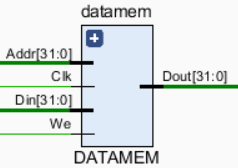 datamem
Addr[31:0]
Clk
Dout[31:0]
Din[31:0]
We
DATAMEM